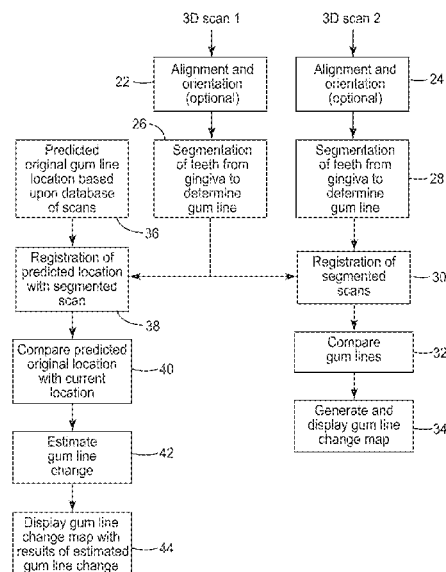 3D scan 1
3D scan 2
22
Alignment and
orientation
(optional)
Alignment and
orientation
(optional)
24
26
Predicted
original gum line
location based
upon database
of scans
36
Segmentation
of teeth from
gingiva to
determine
gum line
Segmentation
of teeth from
gingiva to
determine
gum line
28
Registration of
predicted location
with segmented
scan
38
Registration of
segmented
scans
30
Compare predicted
original location
with current
location
40
Compare
gum lines
32
Estimate
gum line
change
42
Generate and
display gum line
change map
34
Display gum line
change map with
results of estimated
gum line change
44